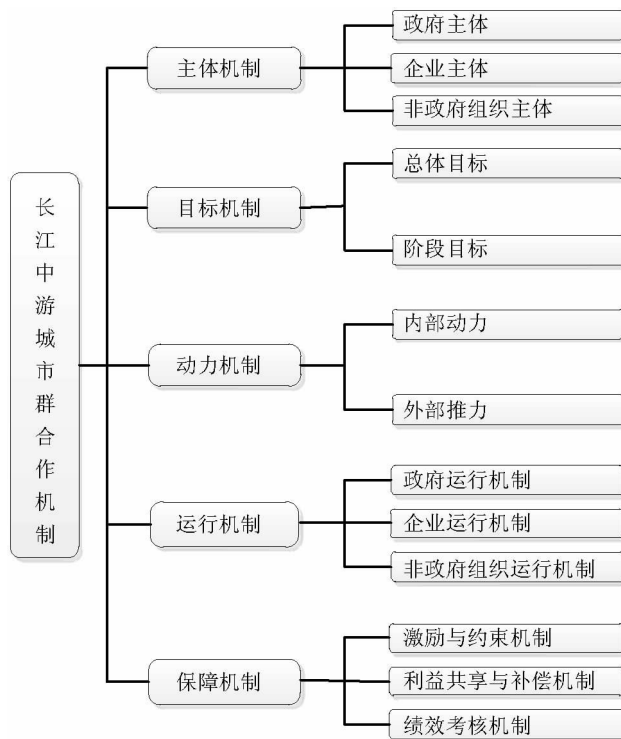 长江中游城市群合作机制
主体机制
政府主体
企业主体
非政府组织主体
目标机制
总体目标
阶段目标
动力机制
内部动力
外部推力
运行机制
政府运行机制
企业运行机制
非政府组织运行机制
保障机制
激励与约束机制
利益共享与补偿机制
绩效考核机制